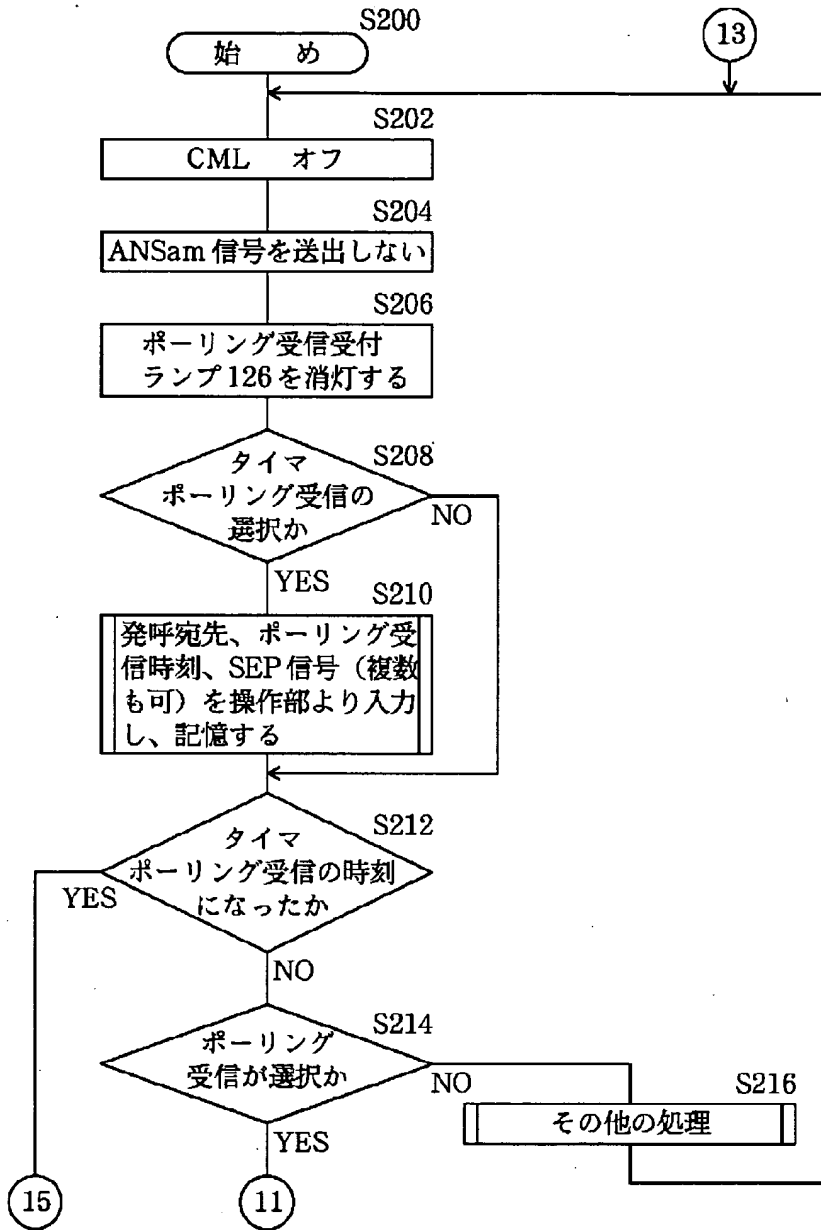 S200
始 め
13
S202
CML オフ
S204
ANSam 信号を送出しない
S206
ポーリング受信受付
ランプ126を消灯する
S208
タイマ
ポーリング受信の
選択か
NO
YES
S210
発呼宛先、ポーリング受
信時刻、SEP 信号（複数
も可）を操作部より入力
し、記憶する
S212
タイマ
ポーリング受信の時刻
になったか
YES
NO
S214
ポーリング
受信が選択か
NO
YES
S216
その他の処理
15
11